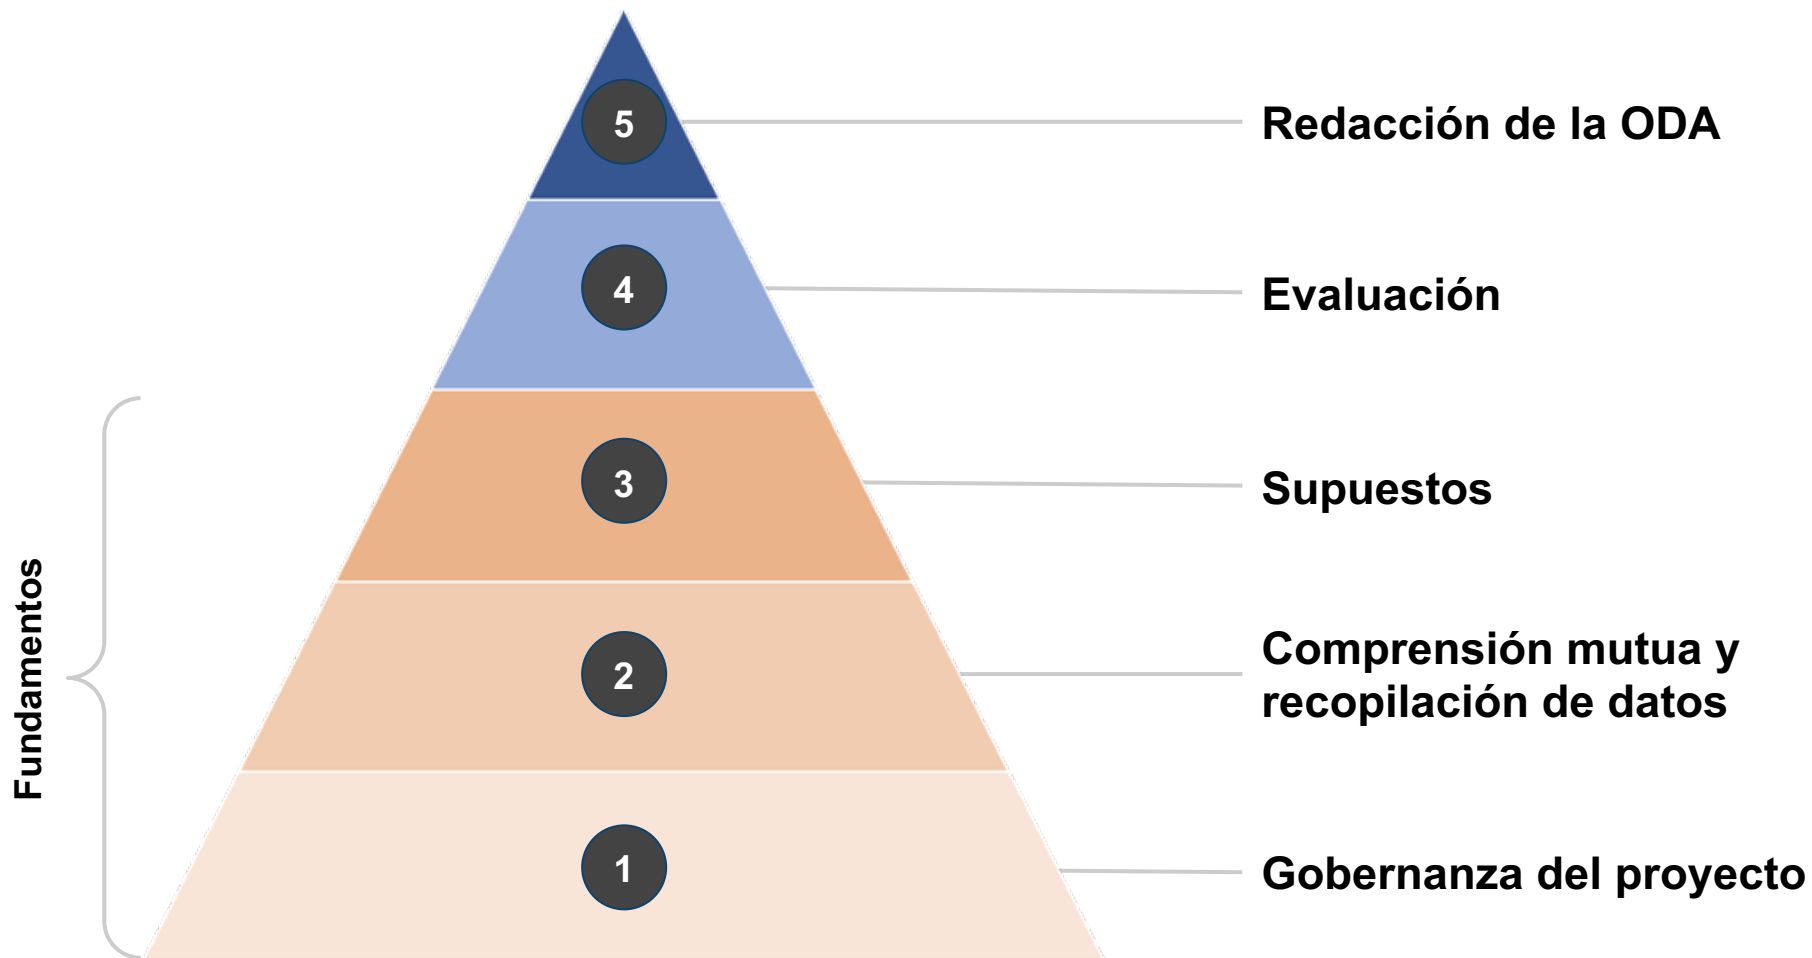 5
Redacción de la ODA
4
Evaluación
3
Supuestos
2
Comprensión mutua y
recopilación de datos
1
Gobernanza del proyecto
Fundamentos